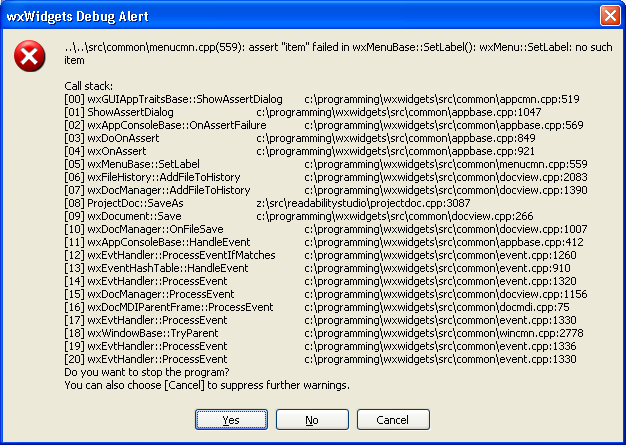 wxWidgets Debug Alert
..\..\src\common\menucmn.cpp(559): assert "item" failed in wxMenuBase::SetLabel(): wxMenu::SetLabel: no such
item
Call stack:
[00] wxGUIAppTraitsBase::ShowAssertDialog c:\programming\wxwidgets\src\common\appcmn.cpp:519
[01] ShowAssertDialog c:\programming\wxwidgets\src\common\appbase.cpp:1047
[02] wxAppConsoleBase::OnAssertFailure c:\programming\wxwidgets\src\common\appbase.cpp:569
[03] wxDoOnAssert c:\programming\wxwidgets\src\common\appbase.cpp:849
[04] wxOnAssert c:\programming\wxwidgets\src\common\appbase.cpp:921
[05] wxMenuBase::SetLabel c:\programming\wxwidgets\src\common\menucmn.cpp:559
[06] wxFileHistory::AddFileToHistory c:\programming\wxwidgets\src\common\docview.cpp:2083
[07] wxDocManager::AddFileToHistory c:\programming\wxwidgets\src\common\docview.cpp:1390
[08] ProjectDoc::SaveAs z:\src\readabilitystudio\projectdoc.cpp:3087
[09] wxDocument::Save c:\programming\wxwidgets\src\common\docview.cpp:266
[10] wxDocManager::OnFileSave c:\programming\wxwidgets\src\common\docview.cpp:1007
[11] wxAppConsoleBase::HandleEvent c:\programming\wxwidgets\src\common\appbase.cpp:412
[12] wxEvtHandler::ProcessEventIfMatches c:\programming\wxwidgets\src\common\event.cpp:1260
[13] wxEventHashTable::HandleEvent c:\programming\wxwidgets\src\common\event.cpp:910
[14] wxEvtHandler::ProcessEvent c:\programming\wxwidgets\src\common\event.cpp:1320
[15] wxDocManager::ProcessEvent c:\programming\wxwidgets\src\common\docview.cpp:1156
[16] wxDocMDIParentFrame::ProcessEvent c:\programming\wxwidgets\src\common\docmdi.cpp:75
[17] wxEvtHandler::ProcessEvent c:\programming\wxwidgets\src\common\event.cpp:1330
[18] wxWindowBase::TryParent c:\programming\wxwidgets\src\common\wincmn.cpp:2778
[19] wxEvtHandler::ProcessEvent c:\programming\wxwidgets\src\common\event.cpp:1336
[20] wxEvtHandler::ProcessEvent c:\programming\wxwidgets\src\common\event.cpp:1330
Do you want to stop the program?
You can also choose [Cancel] to suppress further warnings.
Yes No Cancel